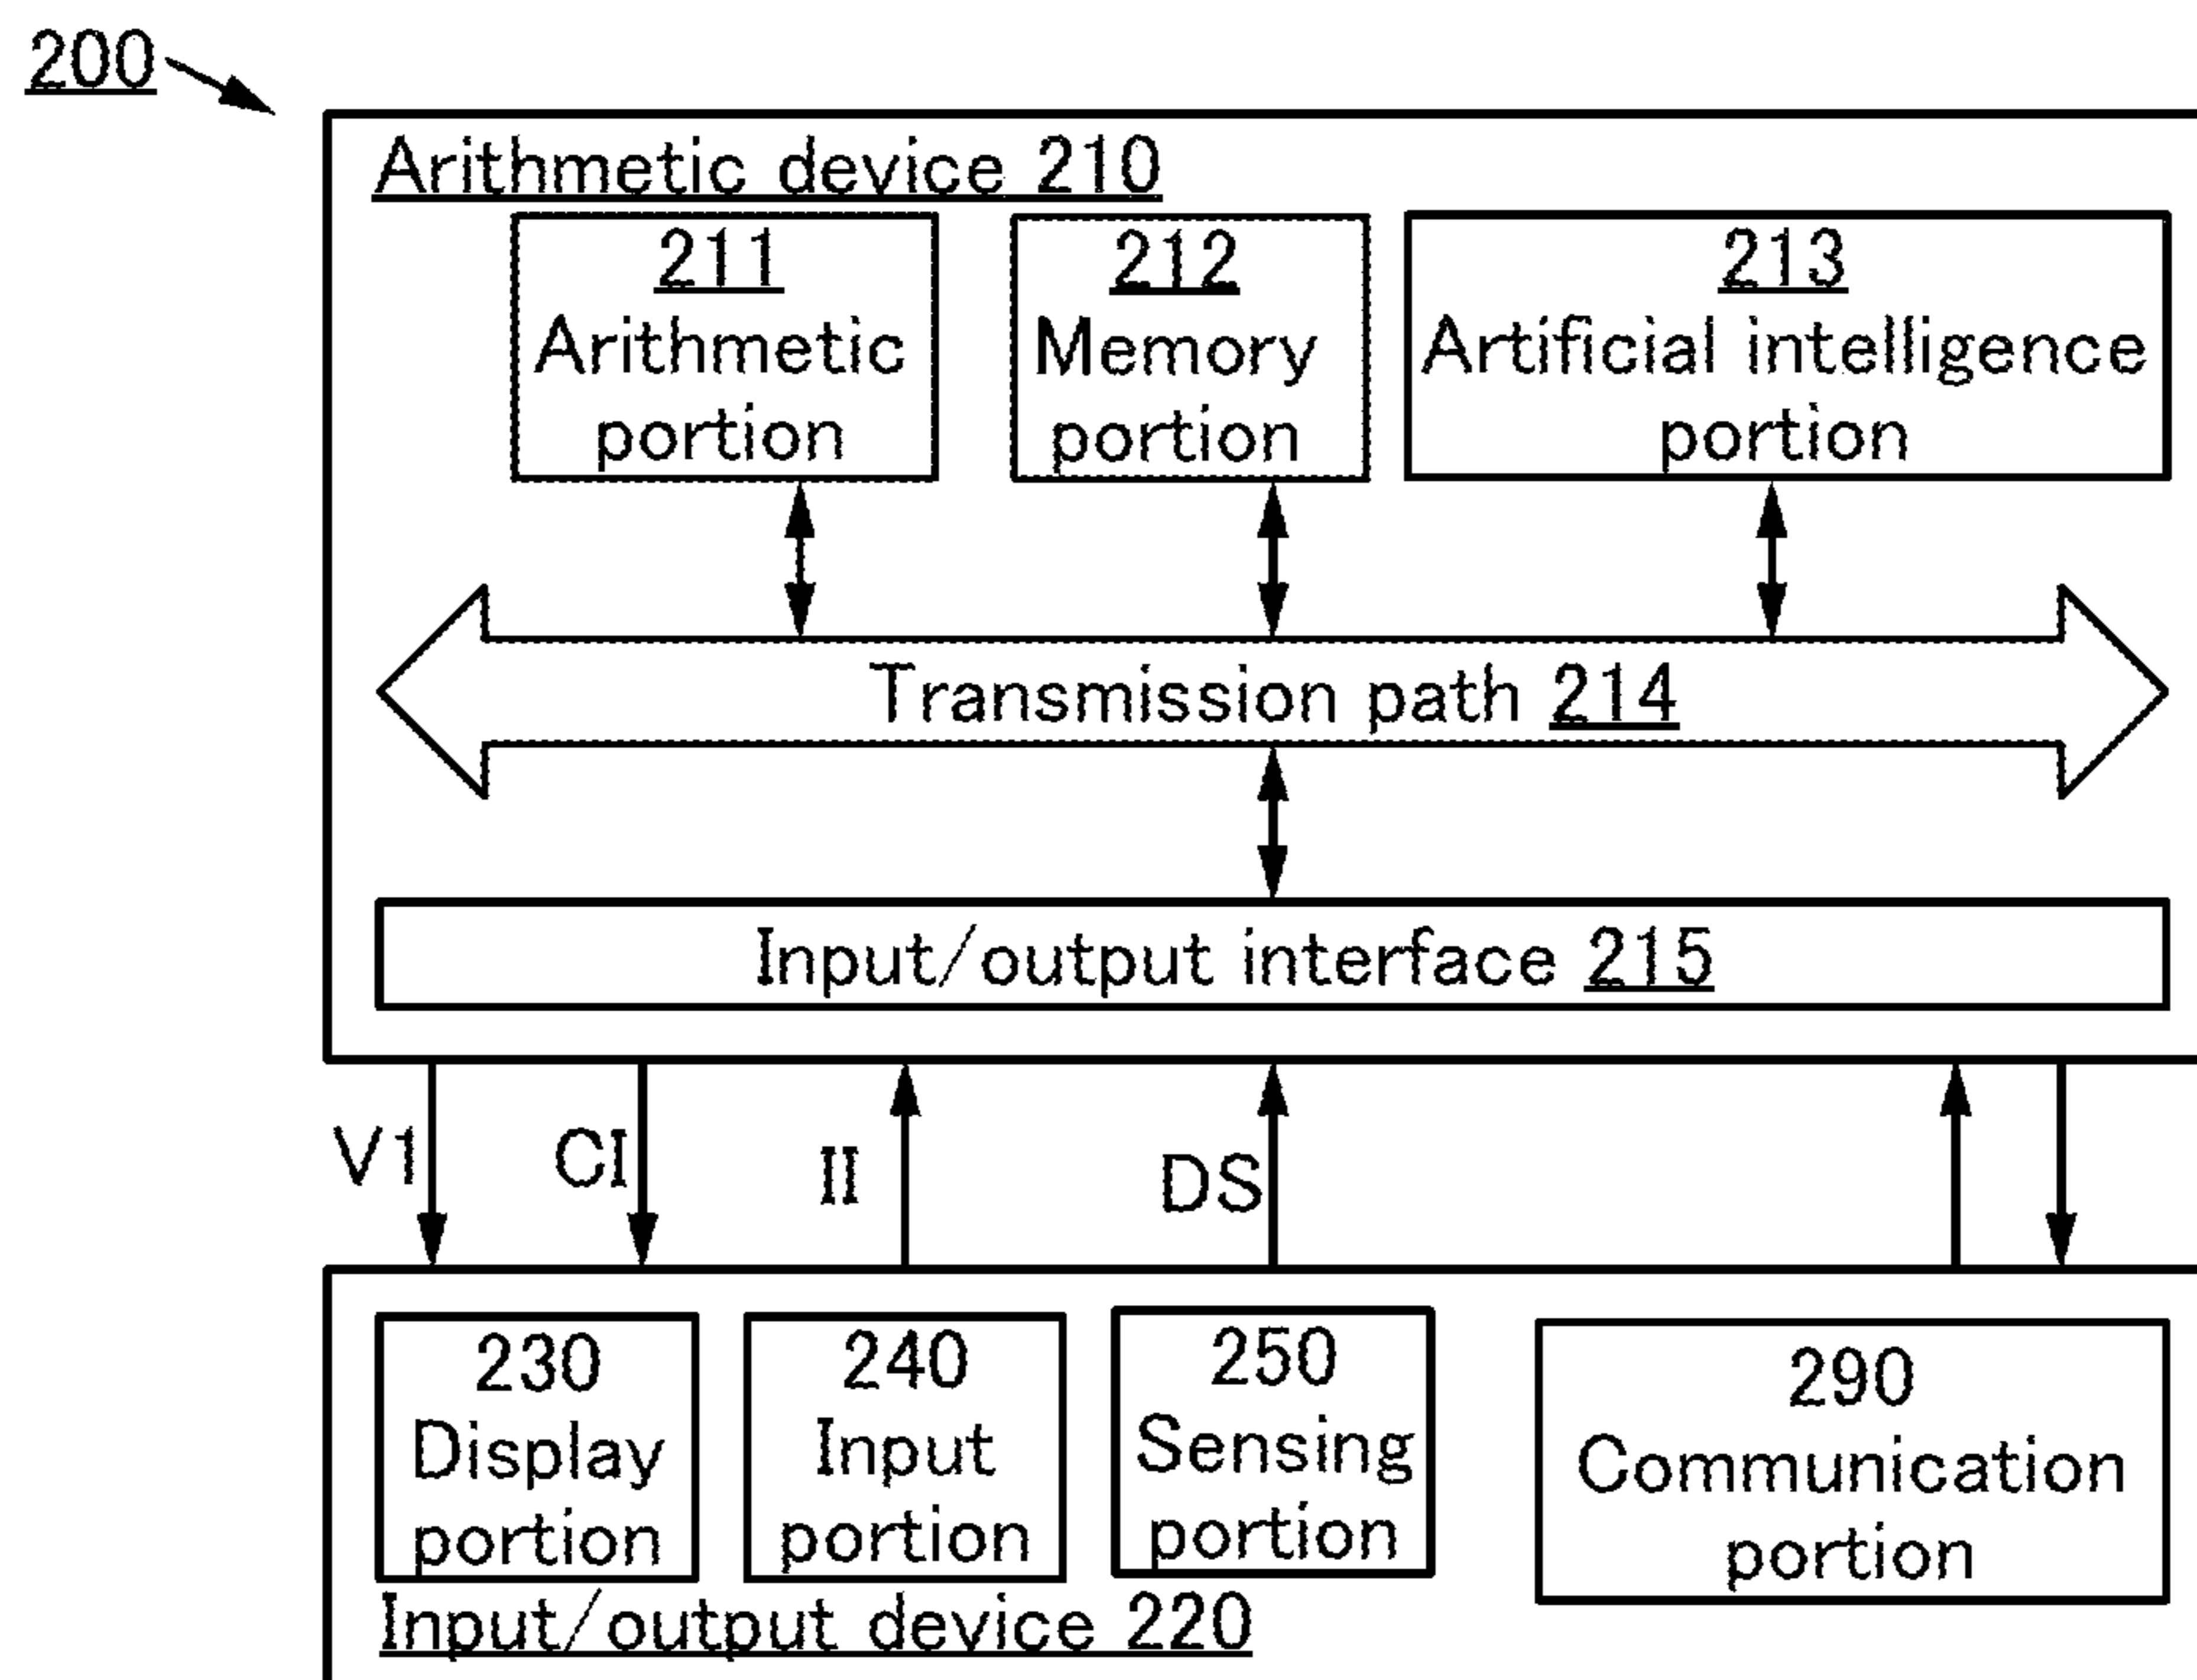 200
Arithmetic device 210
211
Arithmetic
portion
212
Memory
portion
213
Artificial intelligence
portion
Transmission path 214
Input/output interface 215
V1
CI
II
DS
230
Display
portion
240
Input
portion
250
Sensing
portion
290
Communication
portion
Input/output device 220